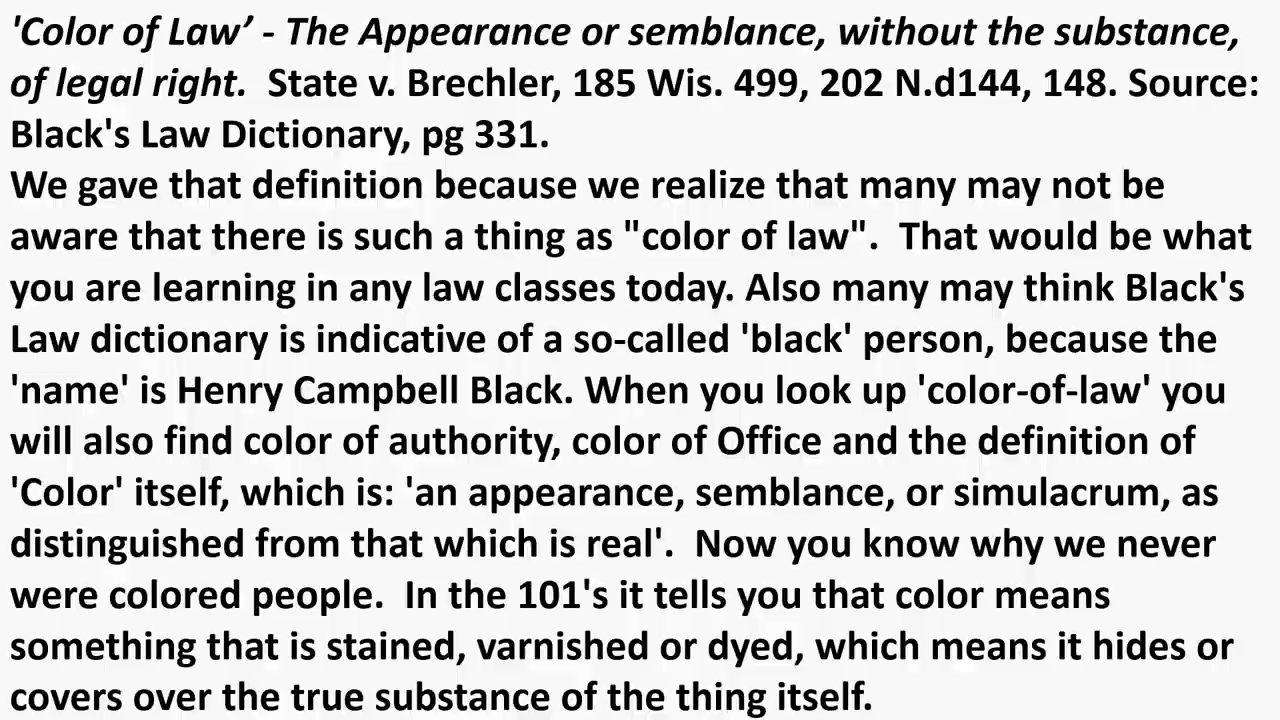 'Color of Law’ - The Appearance or semblance, without the substance,
of legal right.  State v. Brechler, 185 Wis. 499, 202 N.d144, 148. Source:
Black's Law Dictionary, pg 331.
We gave that definition because we realize that many may not be
aware that there is such a thing as "color of law".  That would be what
you are learning in any law classes today. Also many may think Black's
Law dictionary is indicative of a so-called 'black' person, because the
'name' is Henry Campbell Black. When you look up 'color-of-law' you
will also find color of authority, color of Office and the definition of
'Color' itself, which is: 'an appearance, semblance, or simulacrum, as
distinguished from that which is real'.  Now you know why we never
were colored people.  In the 101's it tells you that color means
something that is stained, varnished or dyed, which means it hides or
covers over the true substance of the thing itself.